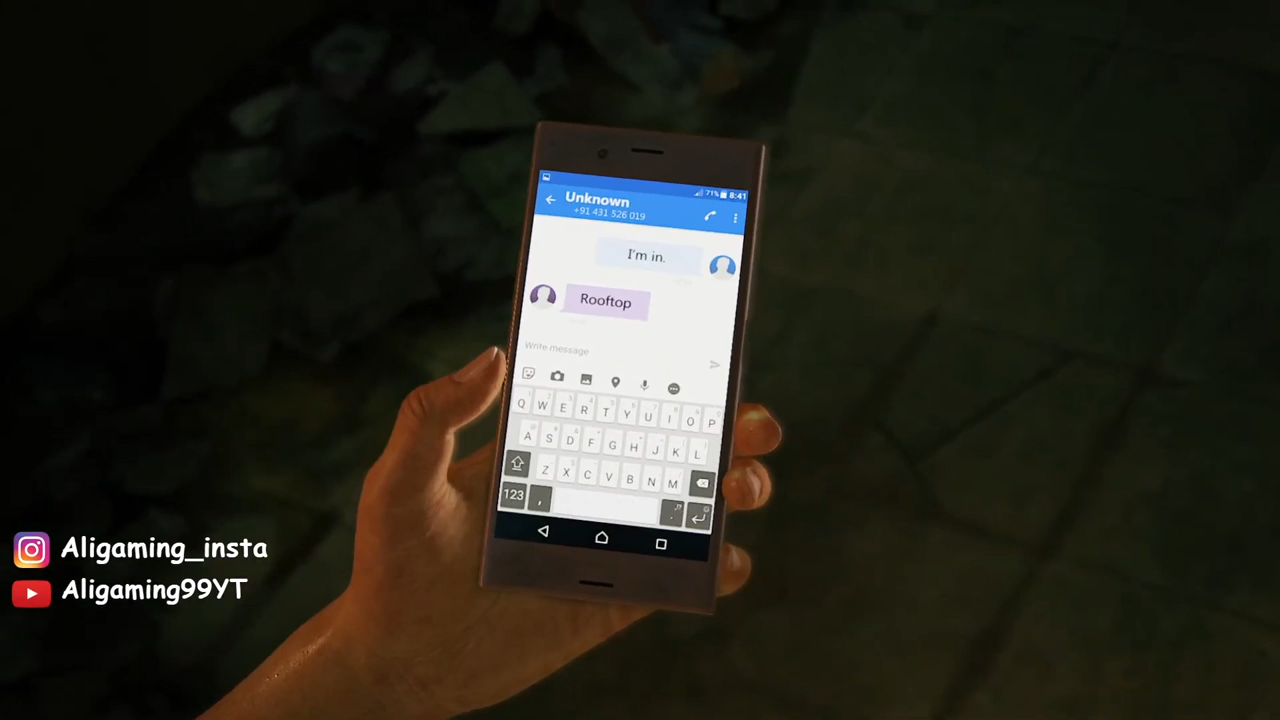 71% 8:41
Unknown
+91 431 526 019
I'm in.
Rooftop
Write message
Q W E R T Y U I O P
A S D F G H J K L
Z X C V B N M
123 , .
Aligaming_insta
Aligaming99YT